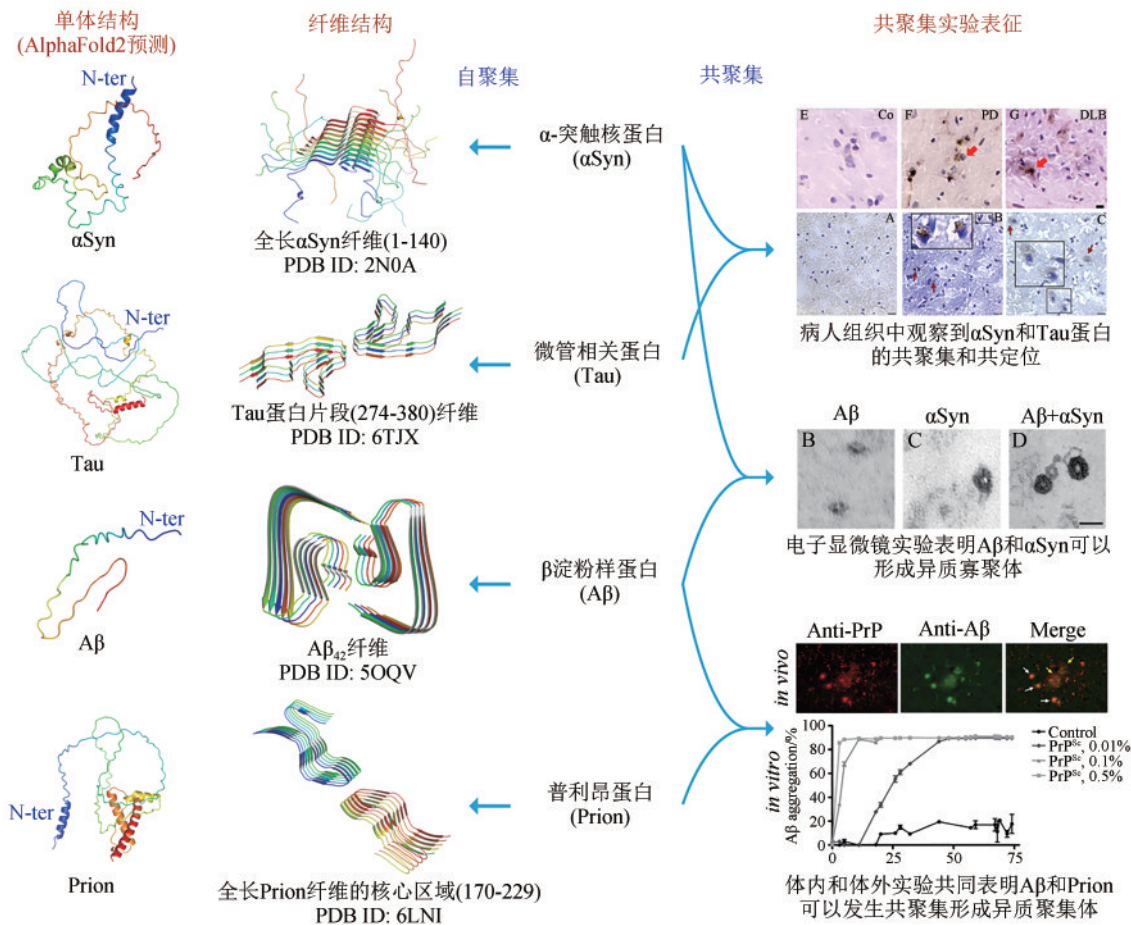 单体结构
(AlphaFold2预测)
纤维结构
自聚集
共聚集
共聚集实验表征
N-ter
αSyn
全长αSyn纤维(1-140)
PDB ID: 2N0A
α-突触核蛋白
(αSyn)
E
Co
F
PD
G
DLB
A
B
C
病人组织中观察到αSyn和Tau蛋白
的共聚集和共定位
N-ter
Tau
Tau蛋白片段(274-380)纤维
PDB ID: 6TJX
微管相关蛋白
(Tau)
Aβ
αSyn
Aβ+αSyn
B
C
D
电子显微镜实验表明Aβ和αSyn可以
形成异质寡聚体
N-ter
Aβ
Aβ₄₂纤维
PDB ID: 5OQV
β淀粉样蛋白
(Aβ)
Anti-PrP
Anti-Aβ
Merge
in vivo
in vitro
Aβ aggregation/%
100
80
60
40
20
0
0
25
50
75
Control
PrPˢᶜ, 0.01%
PrPˢᶜ, 0.1%
PrPˢᶜ, 0.5%
N-ter
Prion
全长Prion纤维的核心区域(170-229)
PDB ID: 6LNI
普利昂蛋白
(Prion)
体内和体外实验共同表明Aβ和Prion
可以发生共聚集形成异质聚集体